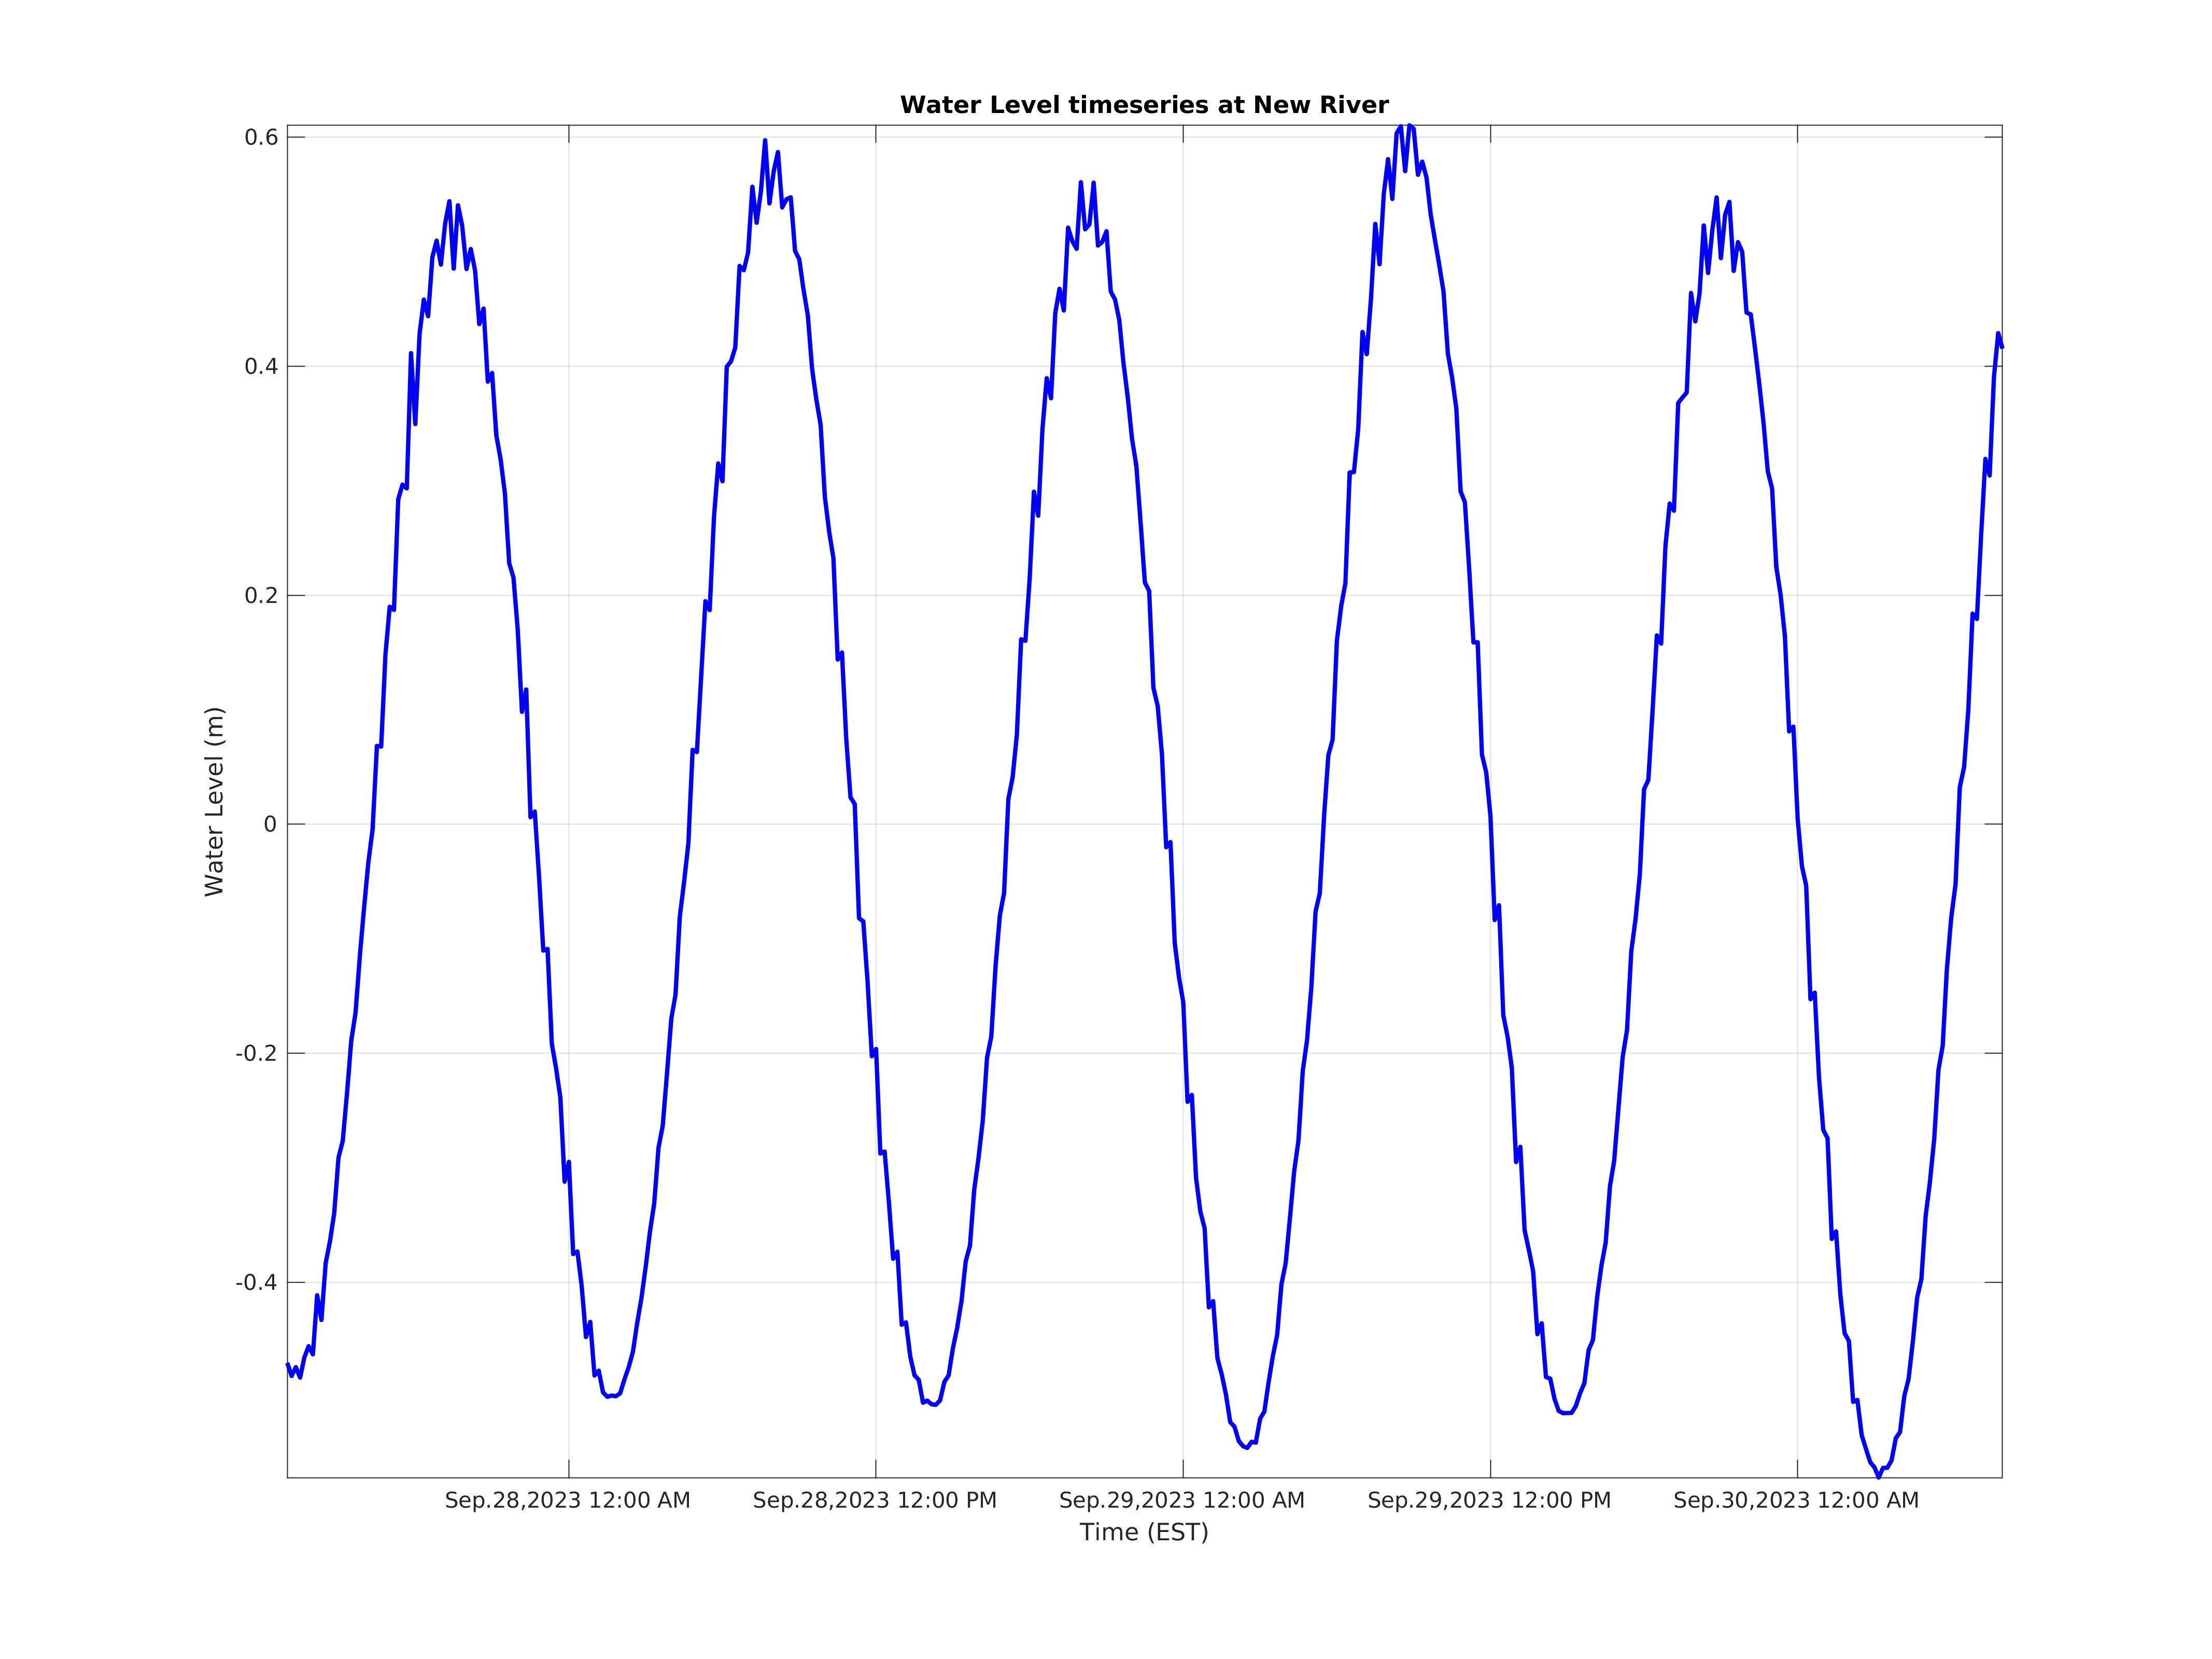 Water Level timeseries at New River
0.6
0.4
0.2
0
-0.2
-0.4
Water Level (m)
Sep.28,2023 12:00 AM
Sep.28,2023 12:00 PM
Sep.29,2023 12:00 AM
Sep.29,2023 12:00 PM
Sep.30,2023 12:00 AM
Time (EST)